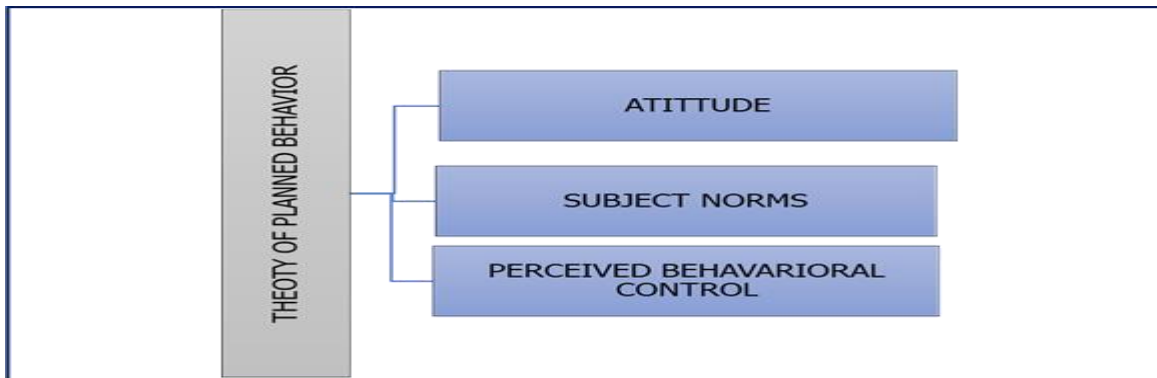 THEOTY OF PLANNED BEHAVIOR
ATITTUDE
SUBJECT NORMS
PERCEIVED BEHAVARIORAL
CONTROL